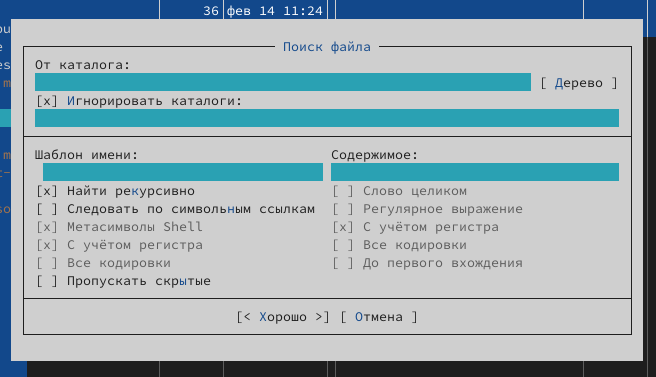 36 фев 14 11:24
Поиск файла
От каталога:
[ Дерево ]
[x] Игнорировать каталоги:
Шаблон имени:
Содержимое:
[x] Найти рекурсивно
[ ] Следовать по символьным ссылкам
[x] Метасимволы Shell
[x] С учётом регистра
[ ] Все кодировки
[ ] Пропускать скрытые
[ ] Слово целиком
[ ] Регулярное выражение
[x] С учётом регистра
[ ] Все кодировки
[ ] До первого вхождения
[< Хорошо >] [ Отмена ]